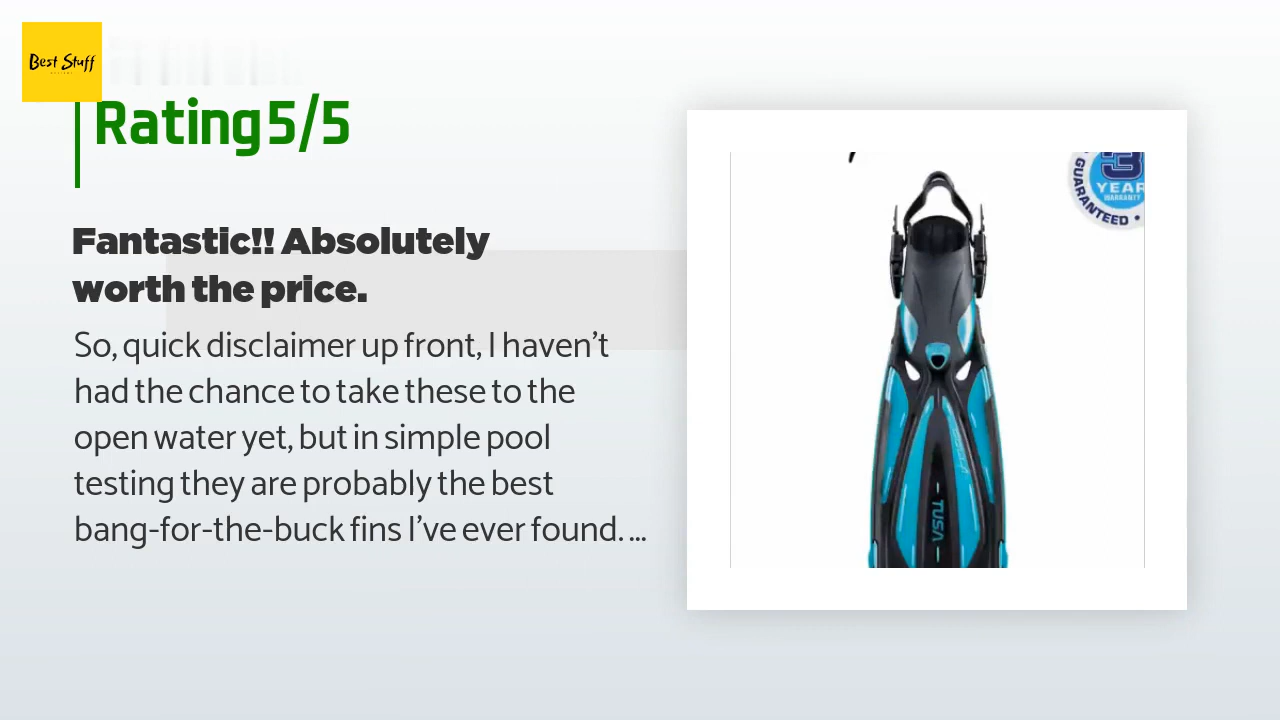 Best Stuff
Rating 5/5
Fantastic!! Absolutely
worth the price.
So, quick disclaimer up front, I haven't
had the chance to take these to the
open water yet, but in simple pool
testing they are probably the best
bang-for-the-buck fins I've ever found. ...
3
YEAR
WARRANTY
GUARANTEED •
TUSA